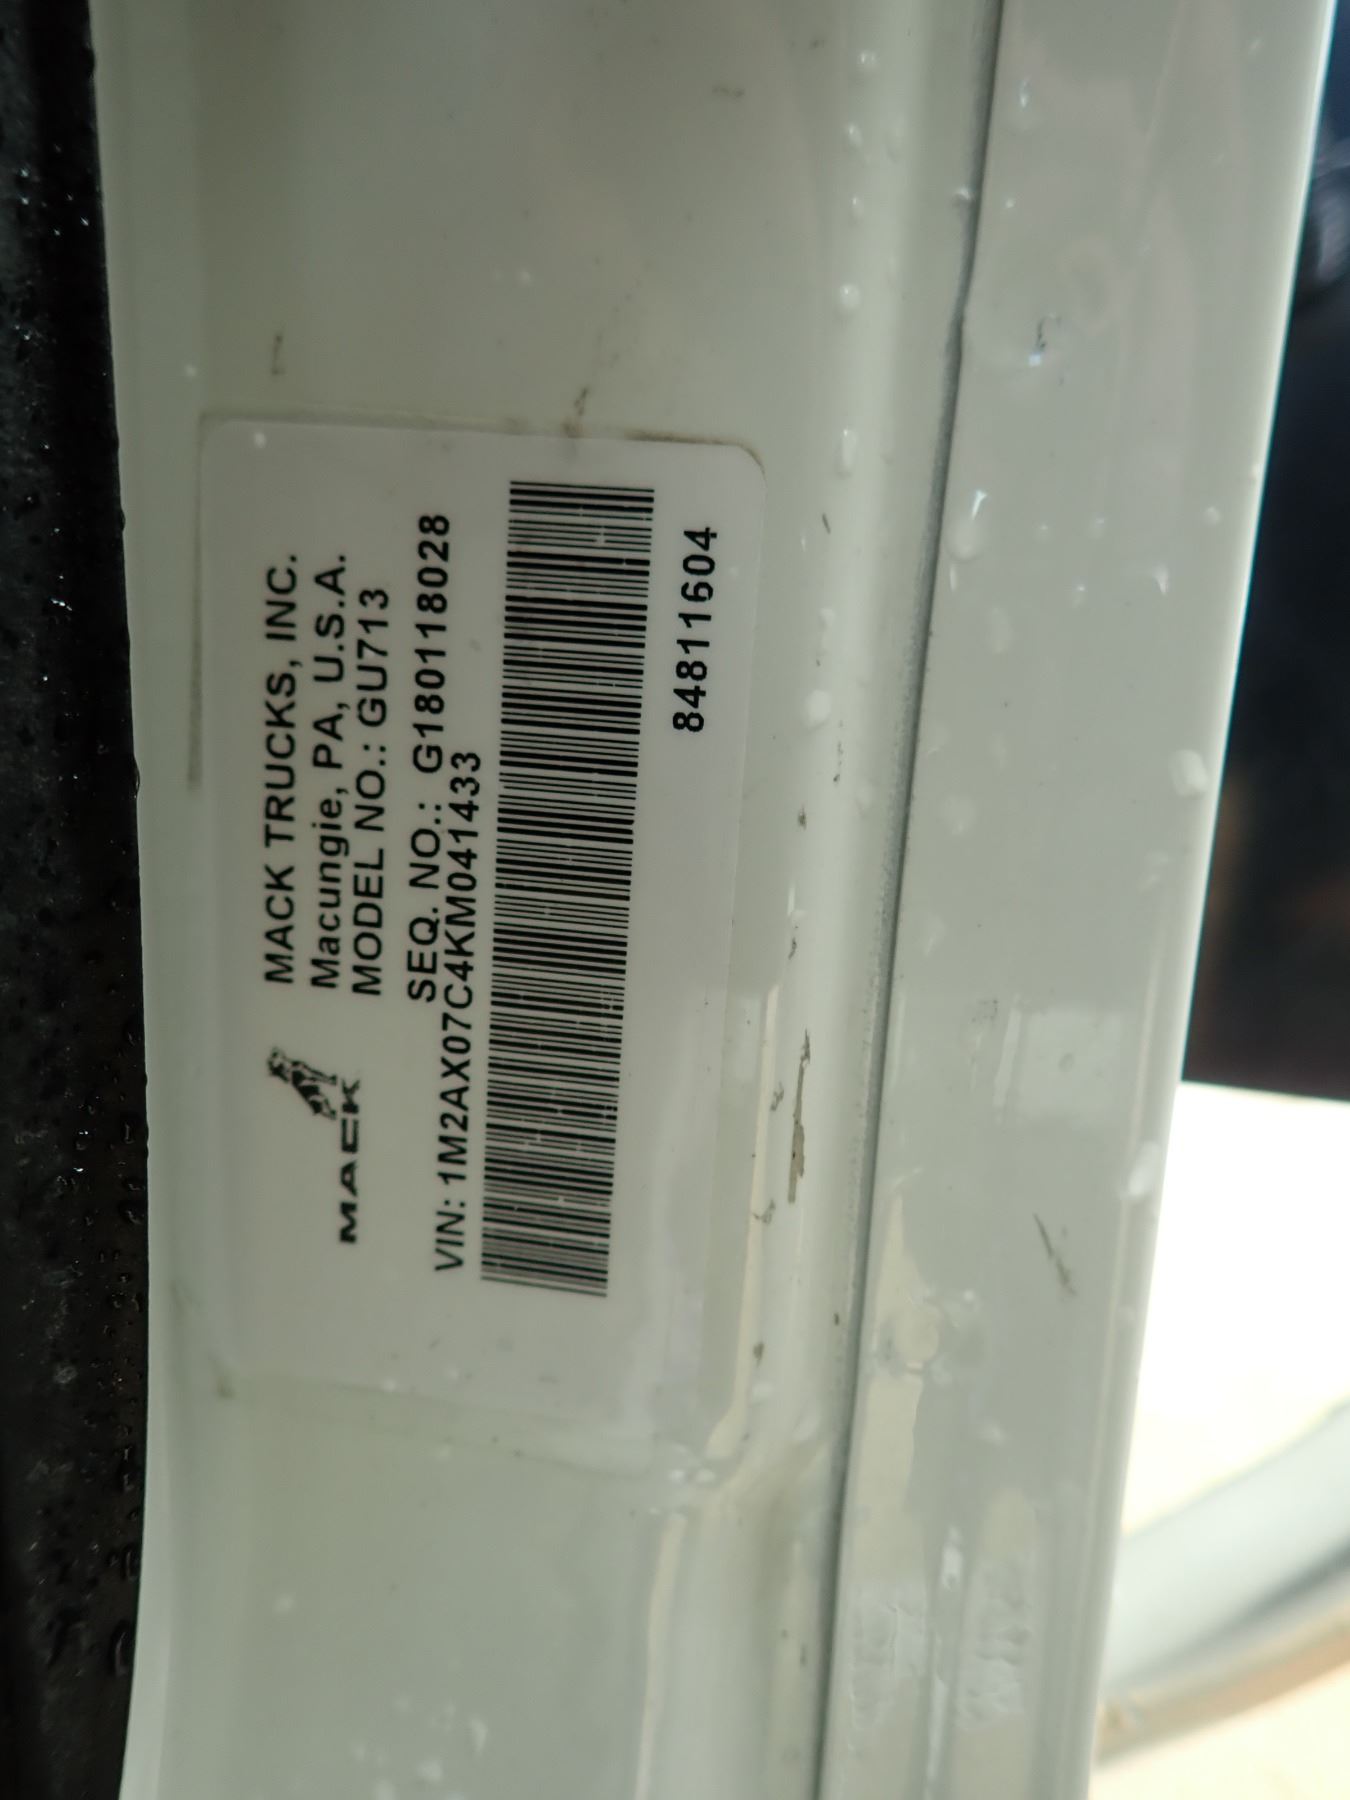 MACK
MACK TRUCKS, INC.
Macungie, PA, U.S.A.
MODEL NO.: GU713
SEQ. NO.: G180118028
VIN: 1M2AX07C4KM041433
84811604